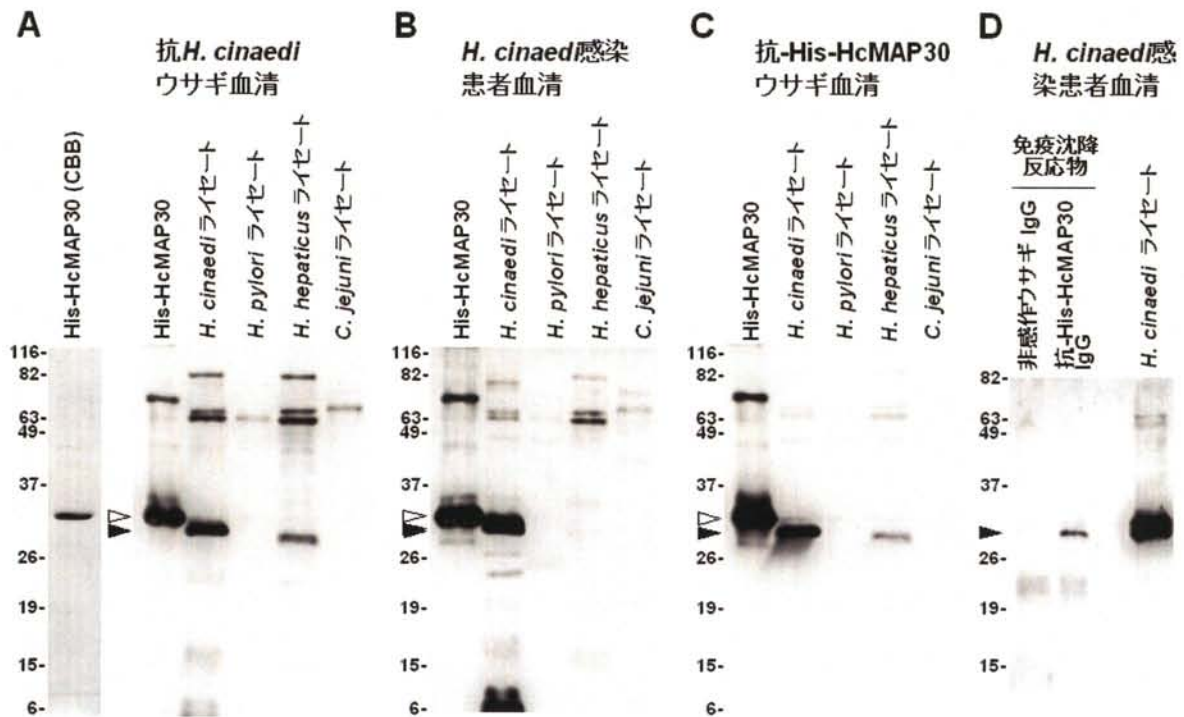 A
抗H. cinaedi
ウサギ血清
His-HcMAP30 (CBB)
His-HcMAP30
H. cinaedi ライセート
H. pylori ライセート
H. hepaticus ライセート
C. jejuni ライセート
116-
82-
63-
49-
37-
26-
19-
15-
6-
B
H. cinaedi感染
患者血清
His-HcMAP30
H. cinaedi ライセート
H. pylori ライセート
H. hepaticus ライセート
C. jejuni ライセート
116-
82-
63-
49-
37-
26-
19-
15-
6-
C
抗-His-HcMAP30
ウサギ血清
His-HcMAP30
H. cinaedi ライセート
H. pylori ライセート
H. hepaticus ライセート
C. jejuni ライセート
116-
82-
63-
49-
37-
26-
19-
15-
6-
D
H. cinaedi感
染患者血清
免疫沈降
反応物
非感作ウサギ IgG
抗-His-HcMAP30
IgG
H. cinaedi ライセート
82-
63-
49-
37-
26-
19-
15-
6-